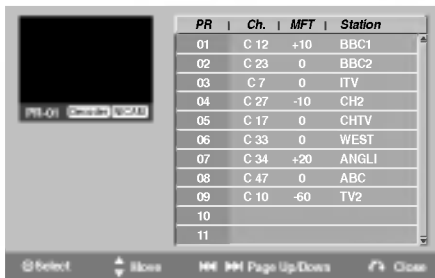 PR | Ch. | MFT | Station
01 C 12 +10 BBC1
02 C 23 0 BBC2
03 C 7 0 ITV
04 C 27 -10 CH2
05 C 17 0 CHTV
06 C 33 0 WEST
07 C 34 +20 ANGLI
08 C 47 0 ABC
09 C 10 -60 TV2
10
11
PR-01 Decoder NICAM
Select Move Page Up/Down Close